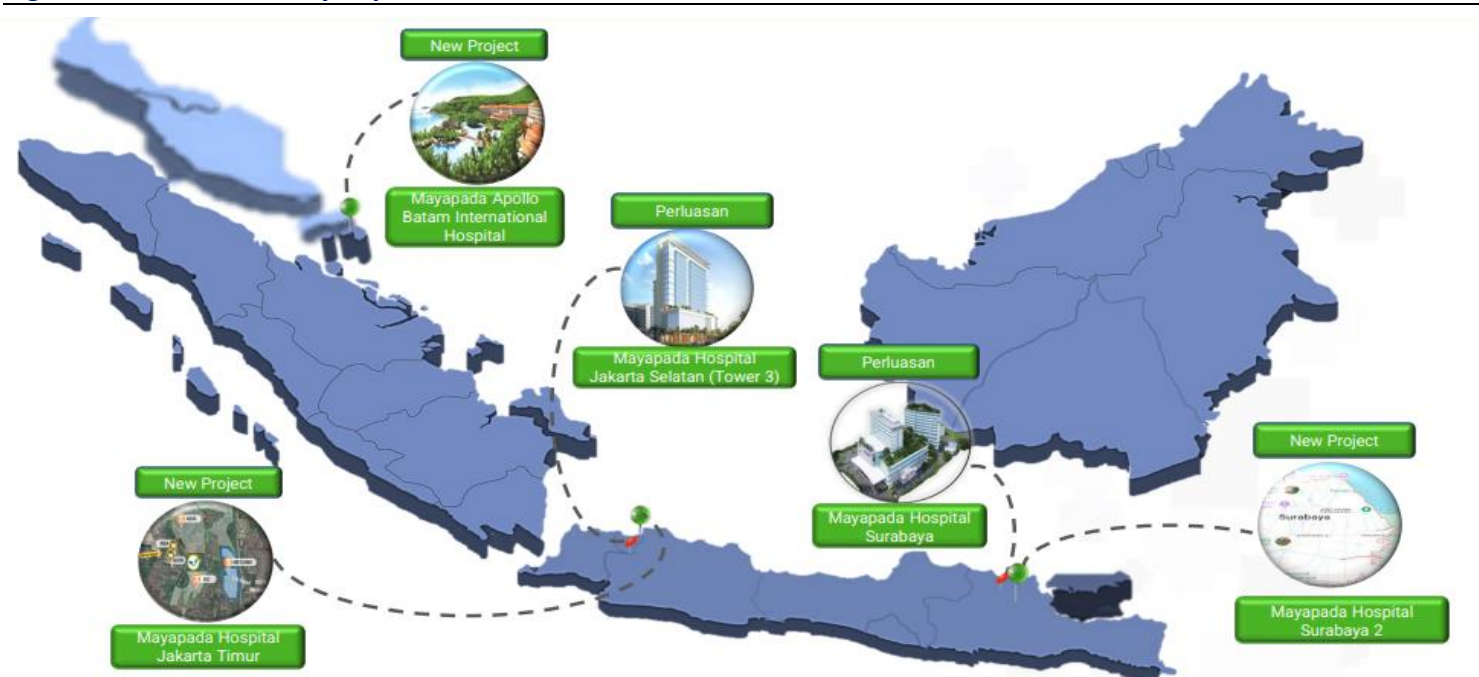 New Project
Mayapada Apollo
Batam International
Hospital
Perluasan
Mayapada Hospital
Jakarta Selatan (Tower 3)
Perluasan
Mayapada Hospital
Surabaya
New Project
Surabaya
Mayapada Hospital
Surabaya 2
New Project
Mayapada Hospital
Jakarta Timur